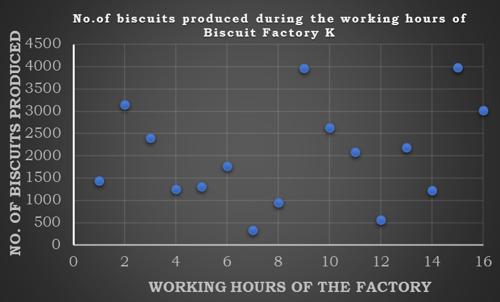 No.of biscuits produced during the working hours of
Biscuit Factory K
NO. OF BISCUITS PRODUCED
4500
4000
3500
3000
2500
2000
1500
1000
500
0
0 2 4 6 8 10 12 14 16
WORKING HOURS OF THE FACTORY